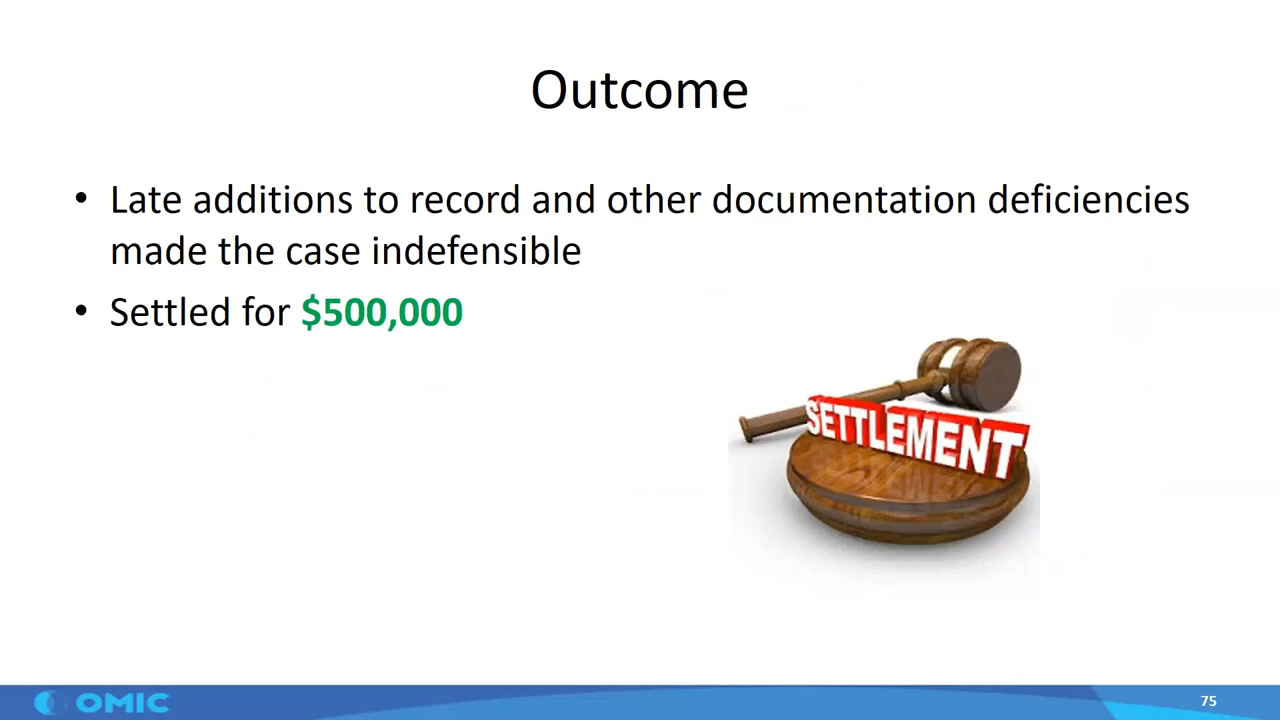 Outcome
• Late additions to record and other documentation deficiencies
made the case indefensible
• Settled for $500,000
SETTLEMENT
OMIC
75